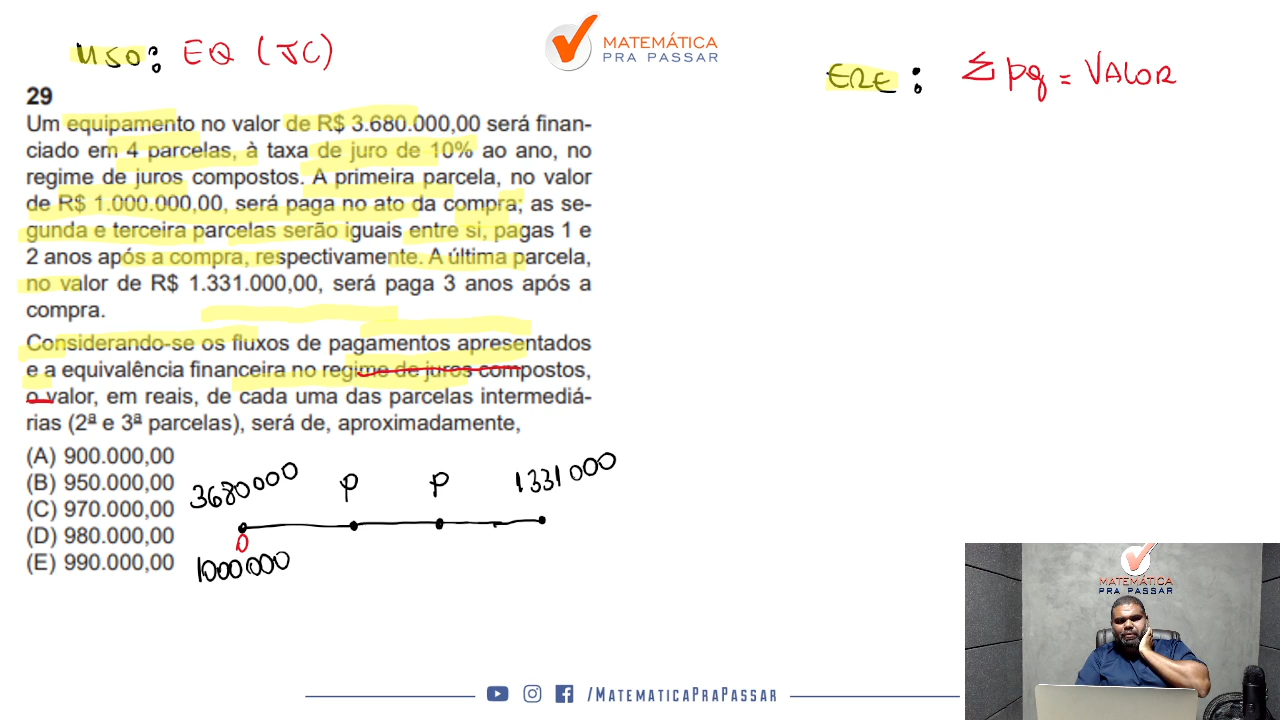 USO: EQ (JC)
MATEMÁTICA
PRA PASSAR
ERE: Σ pg = VALOR
29
Um equipamento no valor de R$ 3.680.000,00 será finan-
ciado em 4 parcelas, à taxa de juro de 10% ao ano, no
regime de juros compostos. A primeira parcela, no valor
de R$ 1.000.000,00, será paga no ato da compra; as se-
gunda e terceira parcelas serão iguais entre si, pagas 1 e
2 anos após a compra, respectivamente. A última parcela,
no valor de R$ 1.331.000,00, será paga 3 anos após a
compra.
Considerando-se os fluxos de pagamentos apresentados
e a equivalência financeira no regime de juros compostos,
o valor, em reais, de cada uma das parcelas intermediá-
rias (2ª e 3ª parcelas), será de, aproximadamente,
(A) 900.000,00
(B) 950.000,00
(C) 970.000,00
(D) 980.000,00
(E) 990.000,00
3680000 P P 1331000
0
1000000
MATEMÁTICA
PRA PASSAR
/MATEMATICAPRAPASSAR